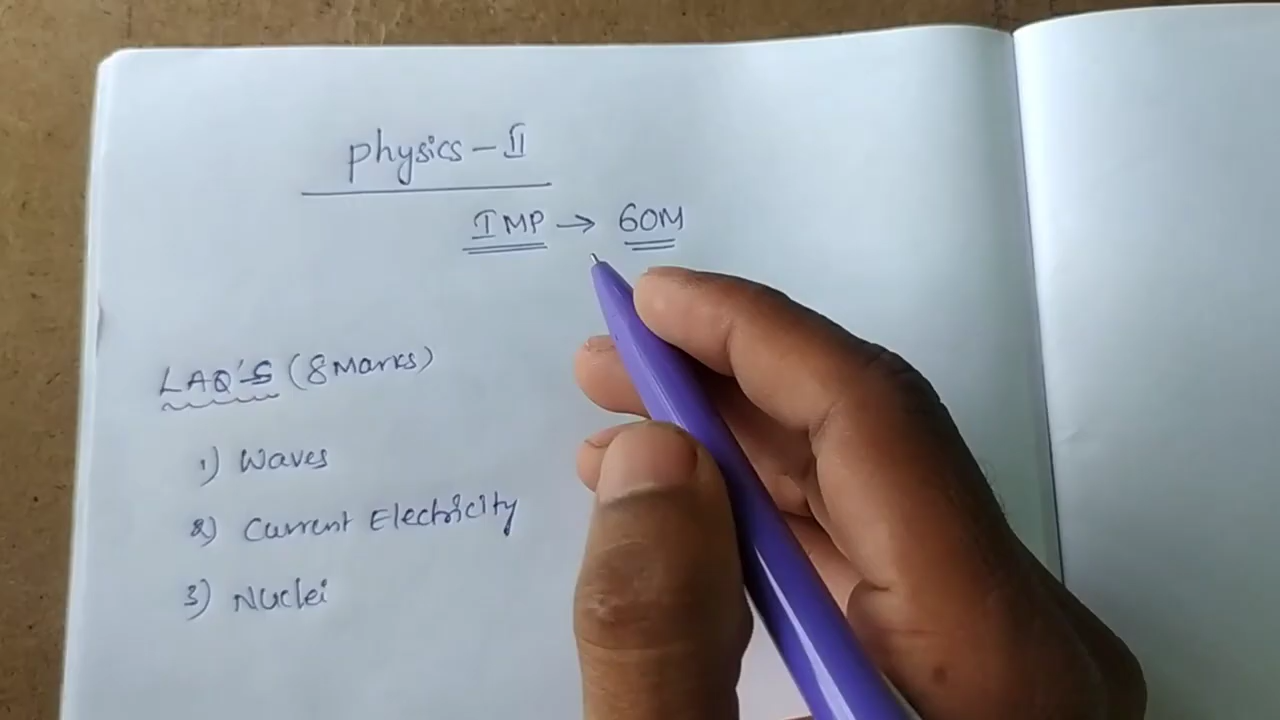 Physics - II
IMP → 60M
LAQ'S (8 Marks)
1) Waves
2) Current Electricity
3) Nuclei